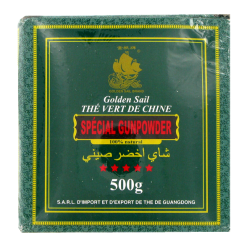 Golden Sail
THÉ VERT DE CHINE
SPECIAL GUNPOWDER
100% natural
شاي أخضر صيني
500g
S.A.R.L. D'IMPORT ET D'EXPORT DE THE DE GUANGDONG